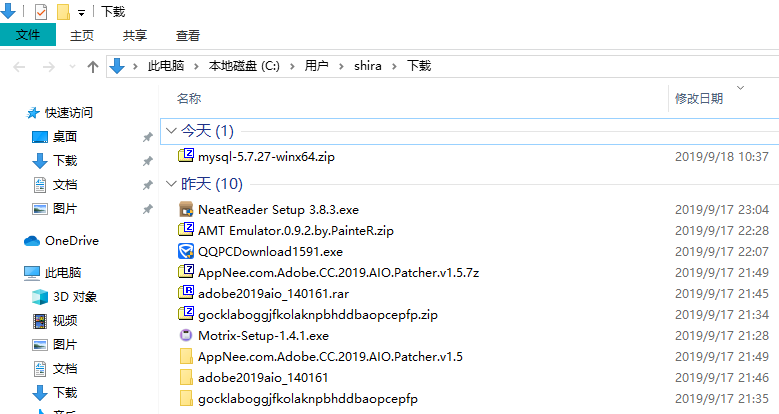 下载
文件 主页 共享 查看
此电脑 本地磁盘 (C:) 用户 shira 下载
名称 修改日期
快速访问
桌面
下载
文档
图片
OneDrive
此电脑
3D 对象
视频
图片
文档
下载
今天 (1)
mysql-5.7.27-winx64.zip 2019/9/18 10:37
昨天 (10)
NeatReader Setup 3.8.3.exe 2019/9/17 23:04
AMT Emulator.0.9.2.by.PainteR.zip 2019/9/17 22:28
QQPCDownload1591.exe 2019/9/17 22:07
AppNee.com.Adobe.CC.2019.AIO.Patcher.v1.5.7z 2019/9/17 21:49
adobe2019aio_140161.rar 2019/9/17 21:45
gocklaboggjfkolaknpbhddbaopcepfp.zip 2019/9/17 21:34
Motrix-Setup-1.4.1.exe 2019/9/17 21:28
AppNee.com.Adobe.CC.2019.AIO.Patcher.v1.5 2019/9/17 21:49
adobe2019aio_140161 2019/9/17 21:46
gocklaboggjfkolaknpbhddbaopcepfp 2019/9/17 21:35